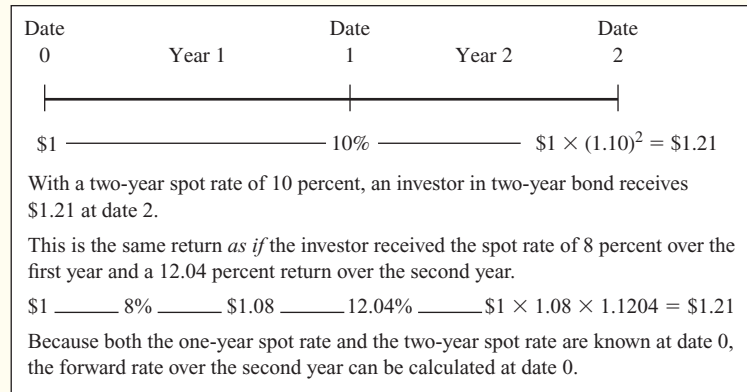 Date Date Date
0 Year 1 1 Year 2 2
$1 10% $1 × (1.10)² = $1.21
With a two-year spot rate of 10 percent, an investor in two-year bond receives
$1.21 at date 2.
This is the same return as if the investor received the spot rate of 8 percent over the
first year and a 12.04 percent return over the second year.
$1 8% $1.08 12.04% $1 × 1.08 × 1.1204 = $1.21
Because both the one-year spot rate and the two-year spot rate are known at date 0,
the forward rate over the second year can be calculated at date 0.